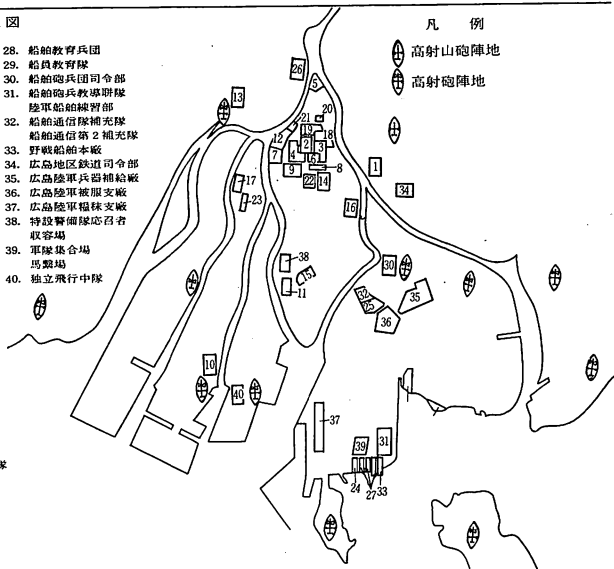 図
28. 船舶教育兵団
29. 船員教育隊
30. 船舶砲兵団司令部
31. 船舶砲兵教導聯隊
陸軍船舶練習部
32. 船舶通信隊補充隊
船舶通信第2補充隊
33. 野戦船舶本廠
34. 広島地区鉄道司令部
35. 広島陸軍兵器補給廠
36. 広島陸軍被服支廠
37. 広島陸軍糧秣支廠
38. 特設警備隊応召者
収容場
39. 軍隊集合場
馬繋場
40. 独立飛行中隊
隊
凡例
高射山砲陣地
高射砲陣地
26
5
13
20
21
19
12
18
2
3
4
7
6
8
9
22
14
1
34
17
23
16
38
15
11
30
32
25
35
36
10
40
37
39
31
24
27
33